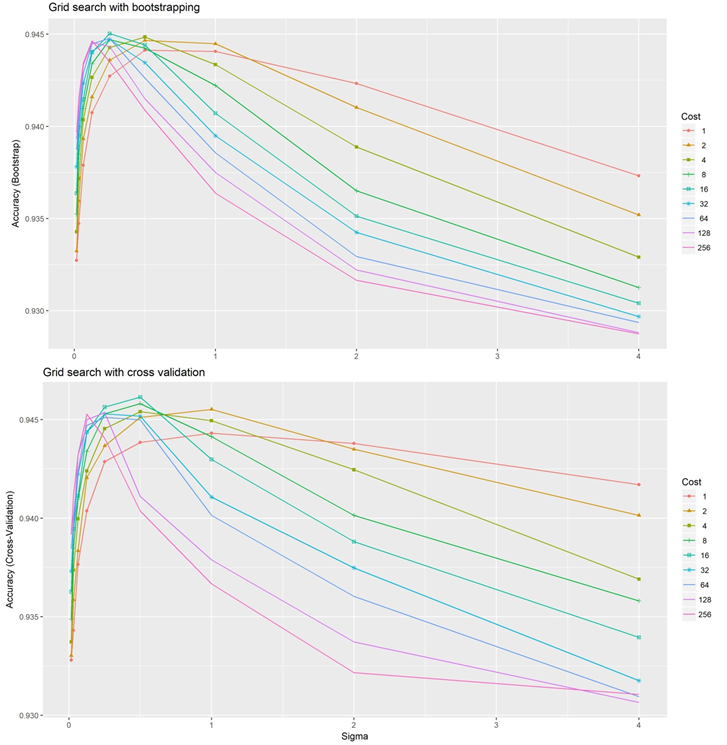 Grid search with bootstrapping
Accuracy (Bootstrap)
0.945
0.940
0.935
0.930
0 1 2 3 4
Cost
1
2
4
8
16
32
64
128
256
Grid search with cross validation
Accuracy (Cross-Validation)
0.945
0.940
0.935
0.930
0 1 2 3 4
Sigma
Cost
1
2
4
8
16
32
64
128
256